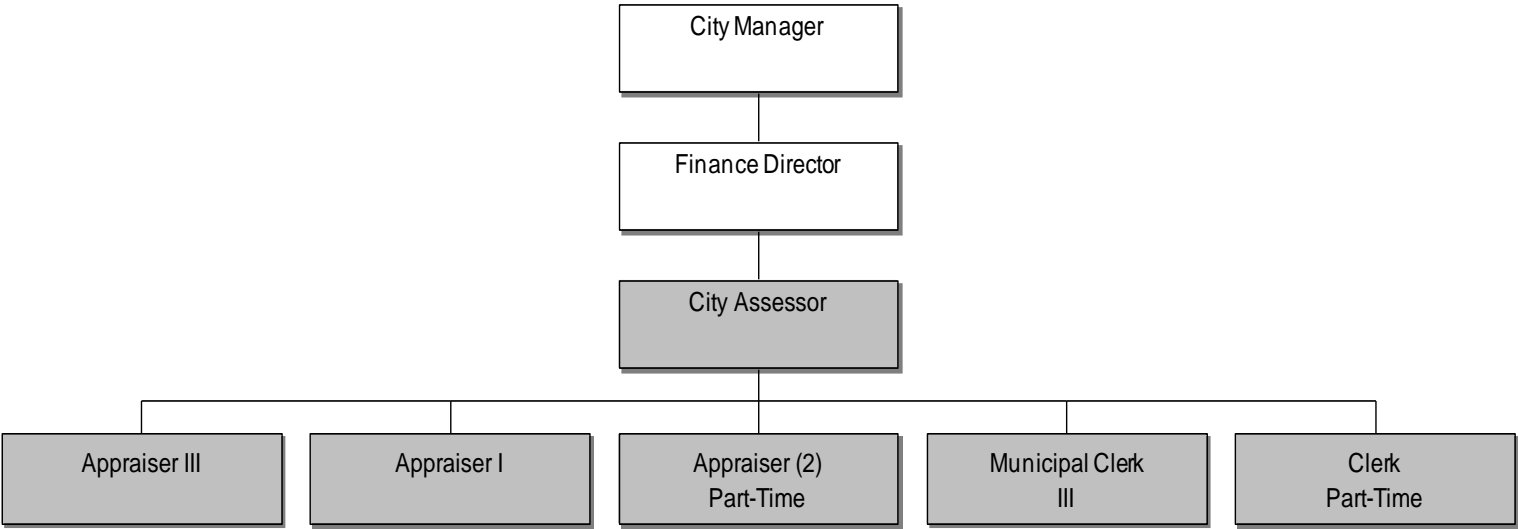 City Manager
Finance Director
City Assessor
Appraiser III
Appraiser I
Appraiser (2)
Part-Time
Municipal Clerk
III
Clerk
Part-Time